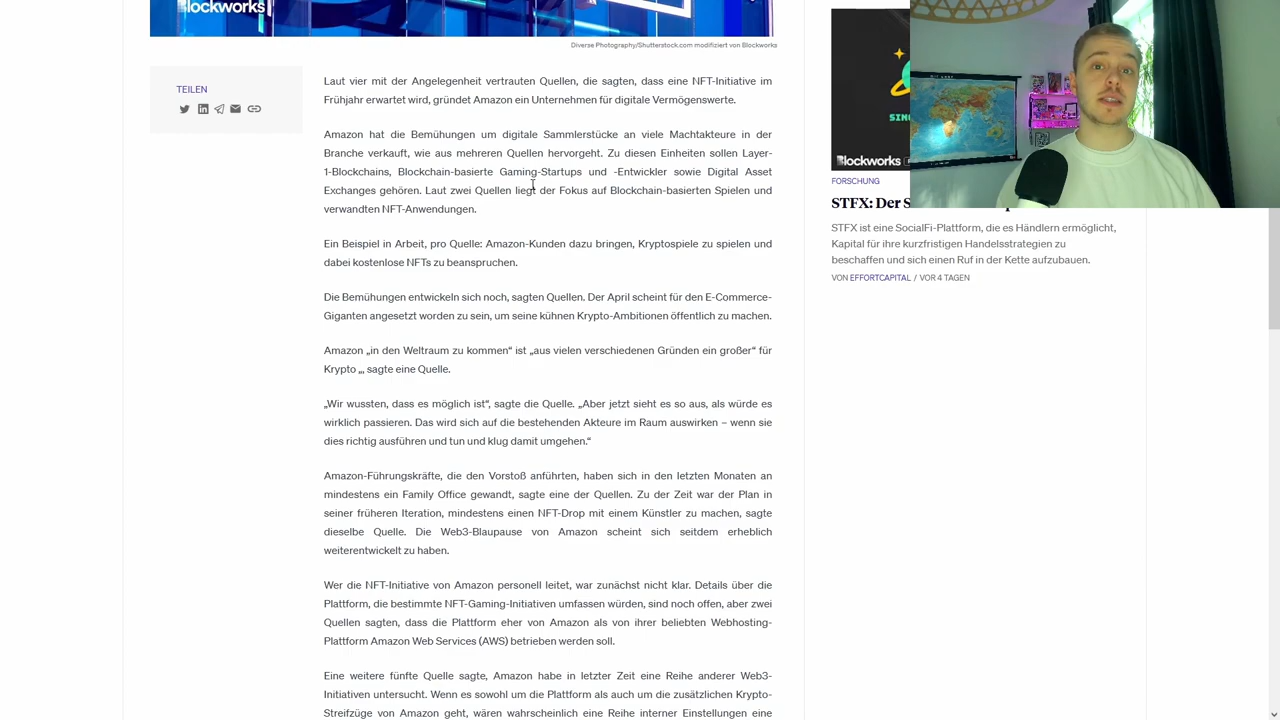 Blockworks
Diverse Photography/Shutterstock.com modifiziert von Blockworks
TEILEN
Laut vier mit der Angelegenheit vertrauten Quellen, die sagten, dass eine NFT-Initiative im
Frühjahr erwartet wird, gründet Amazon ein Unternehmen für digitale Vermögenswerte.
Amazon hat die Bemühungen um digitale Sammlerstücke an viele Machtakteure in der
Branche verkauft, wie aus mehreren Quellen hervorgeht. Zu diesen Einheiten sollen Layer-
1-Blockchains, Blockchain-basierte Gaming-Startups und -Entwickler sowie Digital Asset
Exchanges gehören. Laut zwei Quellen liegt der Fokus auf Blockchain-basierten Spielen und
verwandten NFT-Anwendungen.
Ein Beispiel in Arbeit, pro Quelle: Amazon-Kunden dazu bringen, Kryptospiele zu spielen und
dabei kostenlose NFTs zu beanspruchen.
Die Bemühungen entwickeln sich noch, sagten Quellen. Der April scheint für den E-Commerce-
Giganten angesetzt worden zu sein, um seine kühnen Krypto-Ambitionen öffentlich zu machen.
Amazon „in den Weltraum zu kommen“ ist „aus vielen verschiedenen Gründen ein großer“ für
Krypto „, sagte eine Quelle.
„Wir wussten, dass es möglich ist“, sagte die Quelle. „Aber jetzt sieht es so aus, als würde es
wirklich passieren. Das wird sich auf die bestehenden Akteure im Raum auswirken – wenn sie
dies richtig ausführen und tun und klug damit umgehen.“
Amazon-Führungskräfte, die den Vorstoß anführten, haben sich in den letzten Monaten an
mindestens ein Family Office gewandt, sagte eine der Quellen. Zu der Zeit war der Plan in
seiner früheren Iteration, mindestens einen NFT-Drop mit einem Künstler zu machen, sagte
dieselbe Quelle. Die Web3-Blaupause von Amazon scheint sich seitdem erheblich
weiterentwickelt zu haben.
Wer die NFT-Initiative von Amazon personell leitet, war zunächst nicht klar. Details über die
Plattform, die bestimmte NFT-Gaming-Initiativen umfassen würden, sind noch offen, aber zwei
Quellen sagten, dass die Plattform eher von Amazon als von ihrer beliebten Webhosting-
Plattform Amazon Web Services (AWS) betrieben werden soll.
Eine weitere fünfte Quelle sagte, Amazon habe in letzter Zeit eine Reihe anderer Web3-
Initiativen untersucht. Wenn es sowohl um die Plattform als auch um die zusätzlichen Krypto-
Streifzüge von Amazon geht, wären wahrscheinlich eine Reihe interner Einstellungen eine
Blockworks
FORSCHUNG
STFX: Der
STFX ist eine SocialFi-Plattform, die es Händlern ermöglicht,
Kapital für ihre kurzfristigen Handelsstrategien zu
beschaffen und sich einen Ruf in der Kette aufzubauen.
VON EFFORTCAPITAL / VOR 4 TAGEN